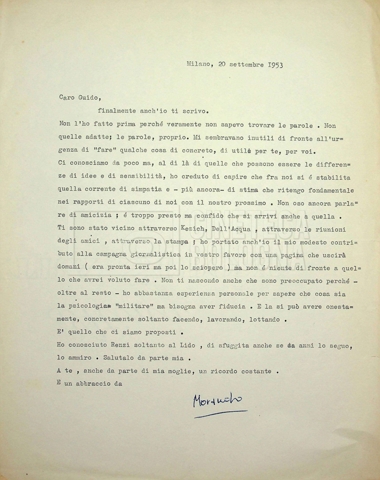 Milano, 20 settembre 1953
Caro Guido,
finalmente anch'io ti scrivo.
Non l'ho fatto prima perché veramente non sapevo trovare le parole . Non
quelle adatte; le parole, proprio. Mi sembravano inutili di fronte all'ur-
genza di "fare" qualche cosa di concreto, di utile per te, per voi.
Ci conosciamo da poco ma, al di là di quelle che possono essere le differen-
se di idee e di sensibilità, ho creduto di capire che fra noi si è stabilita
quella corrente di simpatia e - più ancora- di stima che ritengo fondamentale
nei rapporti di ciascuno di noi con il nostro prossimo . Non oso ancora parla-
re di amicizia ; è troppo presto ma confido che si arrivi anche a quella .
Ti sono stato vicino attraverso Kezich, Dell'Acqua , attraverso le riunioni
degli amici , attraverso la stampa ; ho portato anch'io il mio modesto contri-
buto alla campagna giornalistica in vostro favore con una pagina che uscirà
domani ( era pronta ieri ma poi lo sciopero ) ma non è niente di fronte a quel-
lo che avrei voluto fare . Non ti nascondo anche che sono preoccupato perché -
oltre al resto - ho abbastanza esperienza personale per sapere che cosa sia
la psicologia "militare" ma bisogna aver fiducia . E la si può avere onesta-
mente, concretamente soltanto facendo, lavorando, lottando .
E' quello che ci siamo proposti .
Ho conosciuto Renzi soltanto al Lido , di sfuggita anche se da anni lo seguo,
lo ammiro . Salutalo da parte mia .
A te , anche da parte di mia moglie, un ricordo costante .
E un abbraccio da